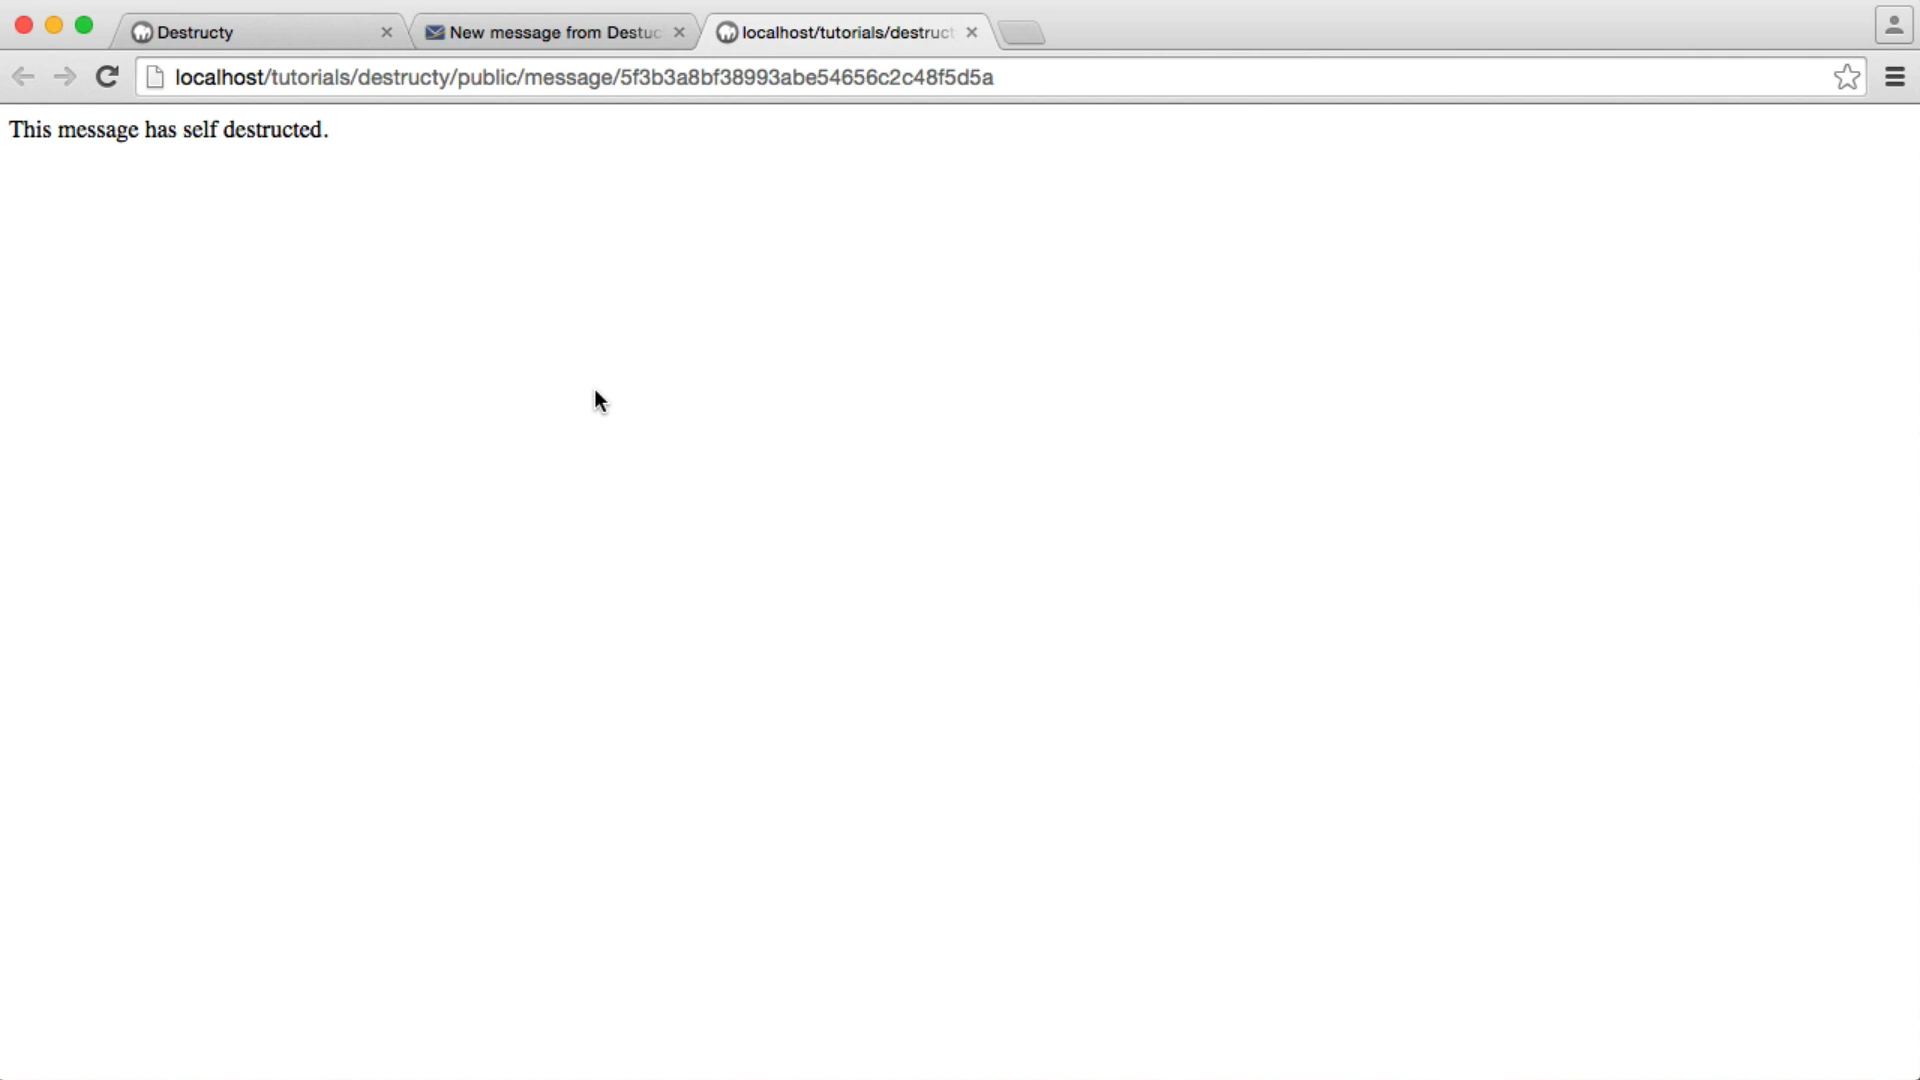 Destructy
New message from Destuc
localhost/tutorials/destruct
localhost/tutorials/destructy/public/message/5f3b3a8bf38993abe54656c2c48f5d5a
This message has self destructed.